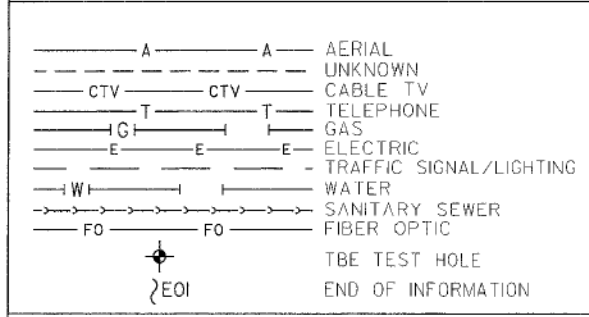 A A AERIAL
UNKNOWN
CTV CTV CABLE TV
T T TELEPHONE
G GAS
E E E ELECTRIC
TRAFFIC SIGNAL/LIGHTING
W WATER
SANITARY SEWER
FO FO FIBER OPTIC
TBE TEST HOLE
EOI END OF INFORMATION